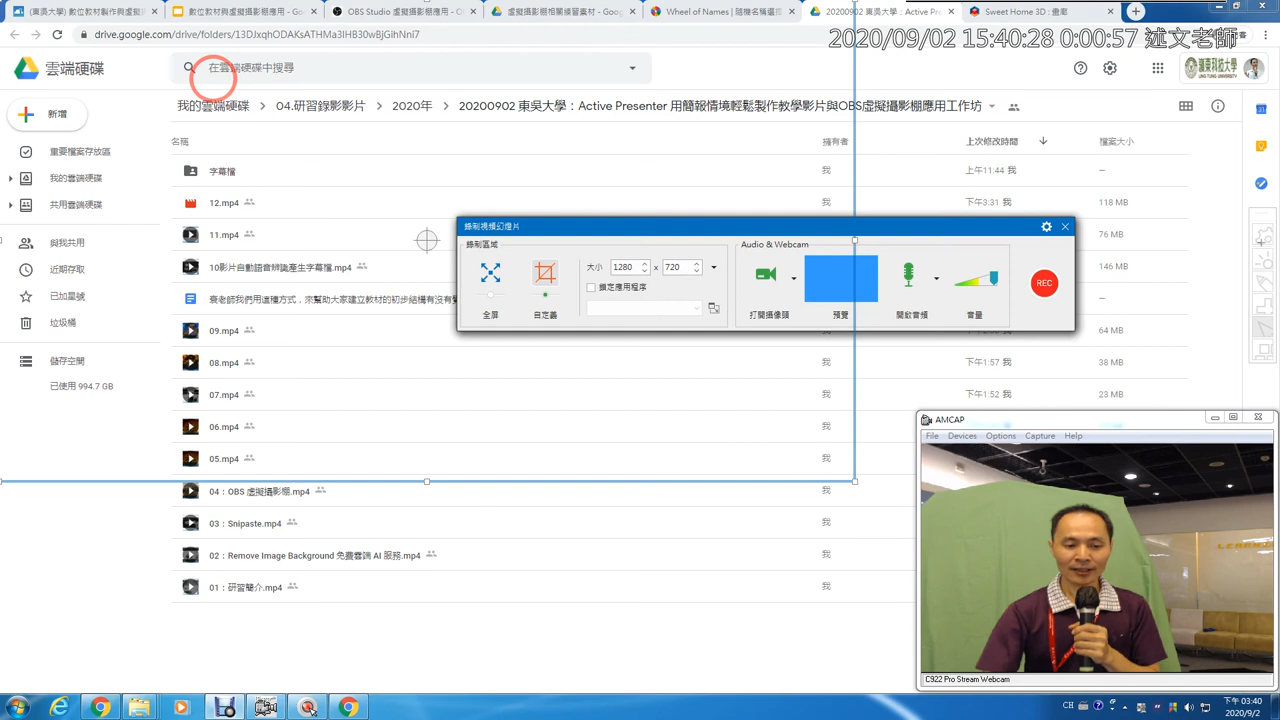 (東吳大學) 數位教材製作與虛擬
數位教材與虛擬攝影棚應用 - Go
OBS Studio 虛擬攝影棚應用 - C
虛擬攝影棚相關練習素材 - Goog
Wheel of Names | 隨機名稱選
20200902 東吳大學：Active Pre
Sweet Home 3D : 畫廊
drive.google.com/drive/folders/13DJxjhODAKsATHMa3IHB30w8jGihHni7
2020/09/02 15:40:28 0:00:57 述文老師
雲端硬碟
在雲端硬碟中搜尋
新增
我的雲端硬碟
04.研習錄影影片
2020年
20200902 東吳大學：Active Presenter 用簡報情境輕鬆製作教學影片與OBS虛擬攝影棚應用工作坊
名稱
擁有者
上次修改時間
檔案大小
重要檔案存放區
我的雲端硬碟
共用雲端硬碟
與我共用
近期存取
已加星號
垃圾桶
儲存空間
已使用 994.7 GB
字幕檔 我 上午11:44 我 –
12.mp4 我 下午3:31 我 118 MB
11.mp4 76 MB
10影片自動語音辨識產生字幕檔.mp4 146 MB
09.mp4 64 MB
08.mp4 我 下午1:57 我 38 MB
07.mp4 我 下午1:52 我 23 MB
06.mp4 我
05.mp4 我
04：OBS 虛擬攝影棚.mp4 我
03：Snipaste.mp4 我
02：Remove Image Background 免費雲端 AI 服務.mp4 我
01：研習簡介.mp4 我
錄制視頻幻燈片
錄制區域
Audio & Webcam
大小 1280 x 720
鎖定應用程序
全屏
自定義
打開攝像頭
預覽
開啟音頻
音量
REC
AMCAP
File Devices Options Capture Help
C922 Pro Stream Webcam
CH
下午 03:40
2020/9/2